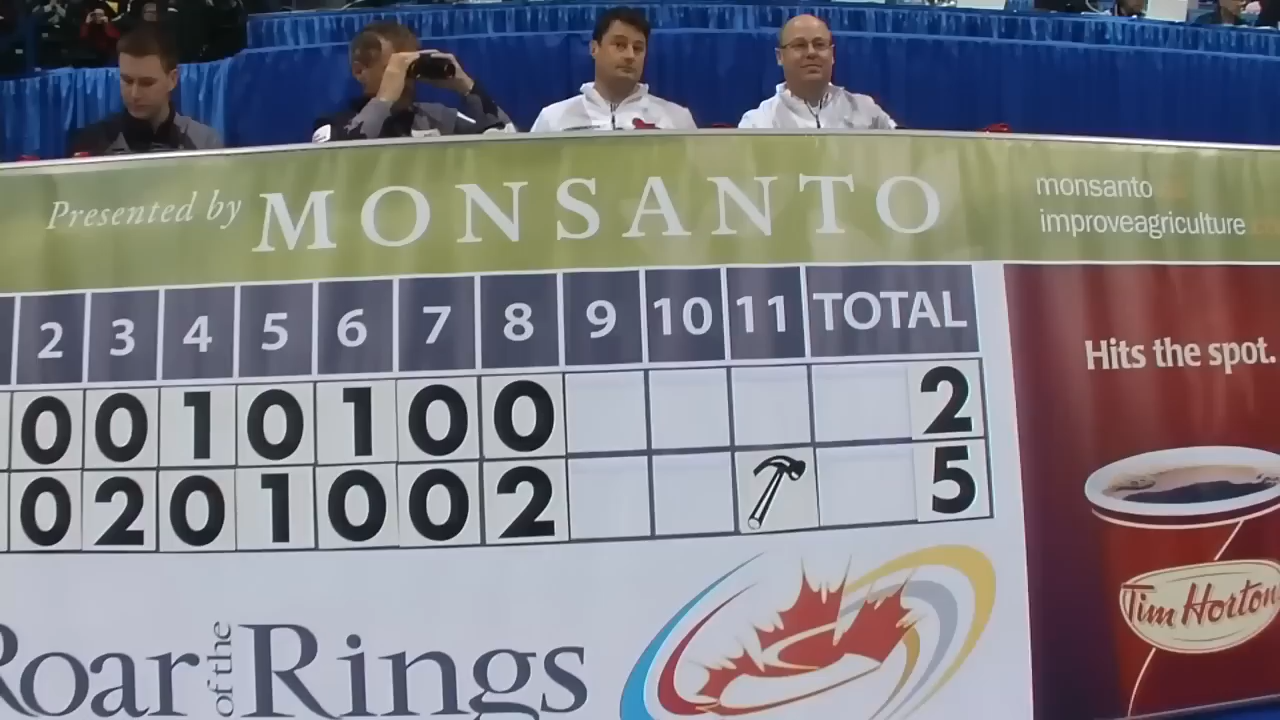 Presented by MONSANTO
monsanto
improveagriculture
2 3 4 5 6 7 8 9 10 11 TOTAL
0 0 1 0 1 0 0 2
0 2 0 1 0 0 2 5
Hits the spot.
Roar of the Rings
Tim Horton